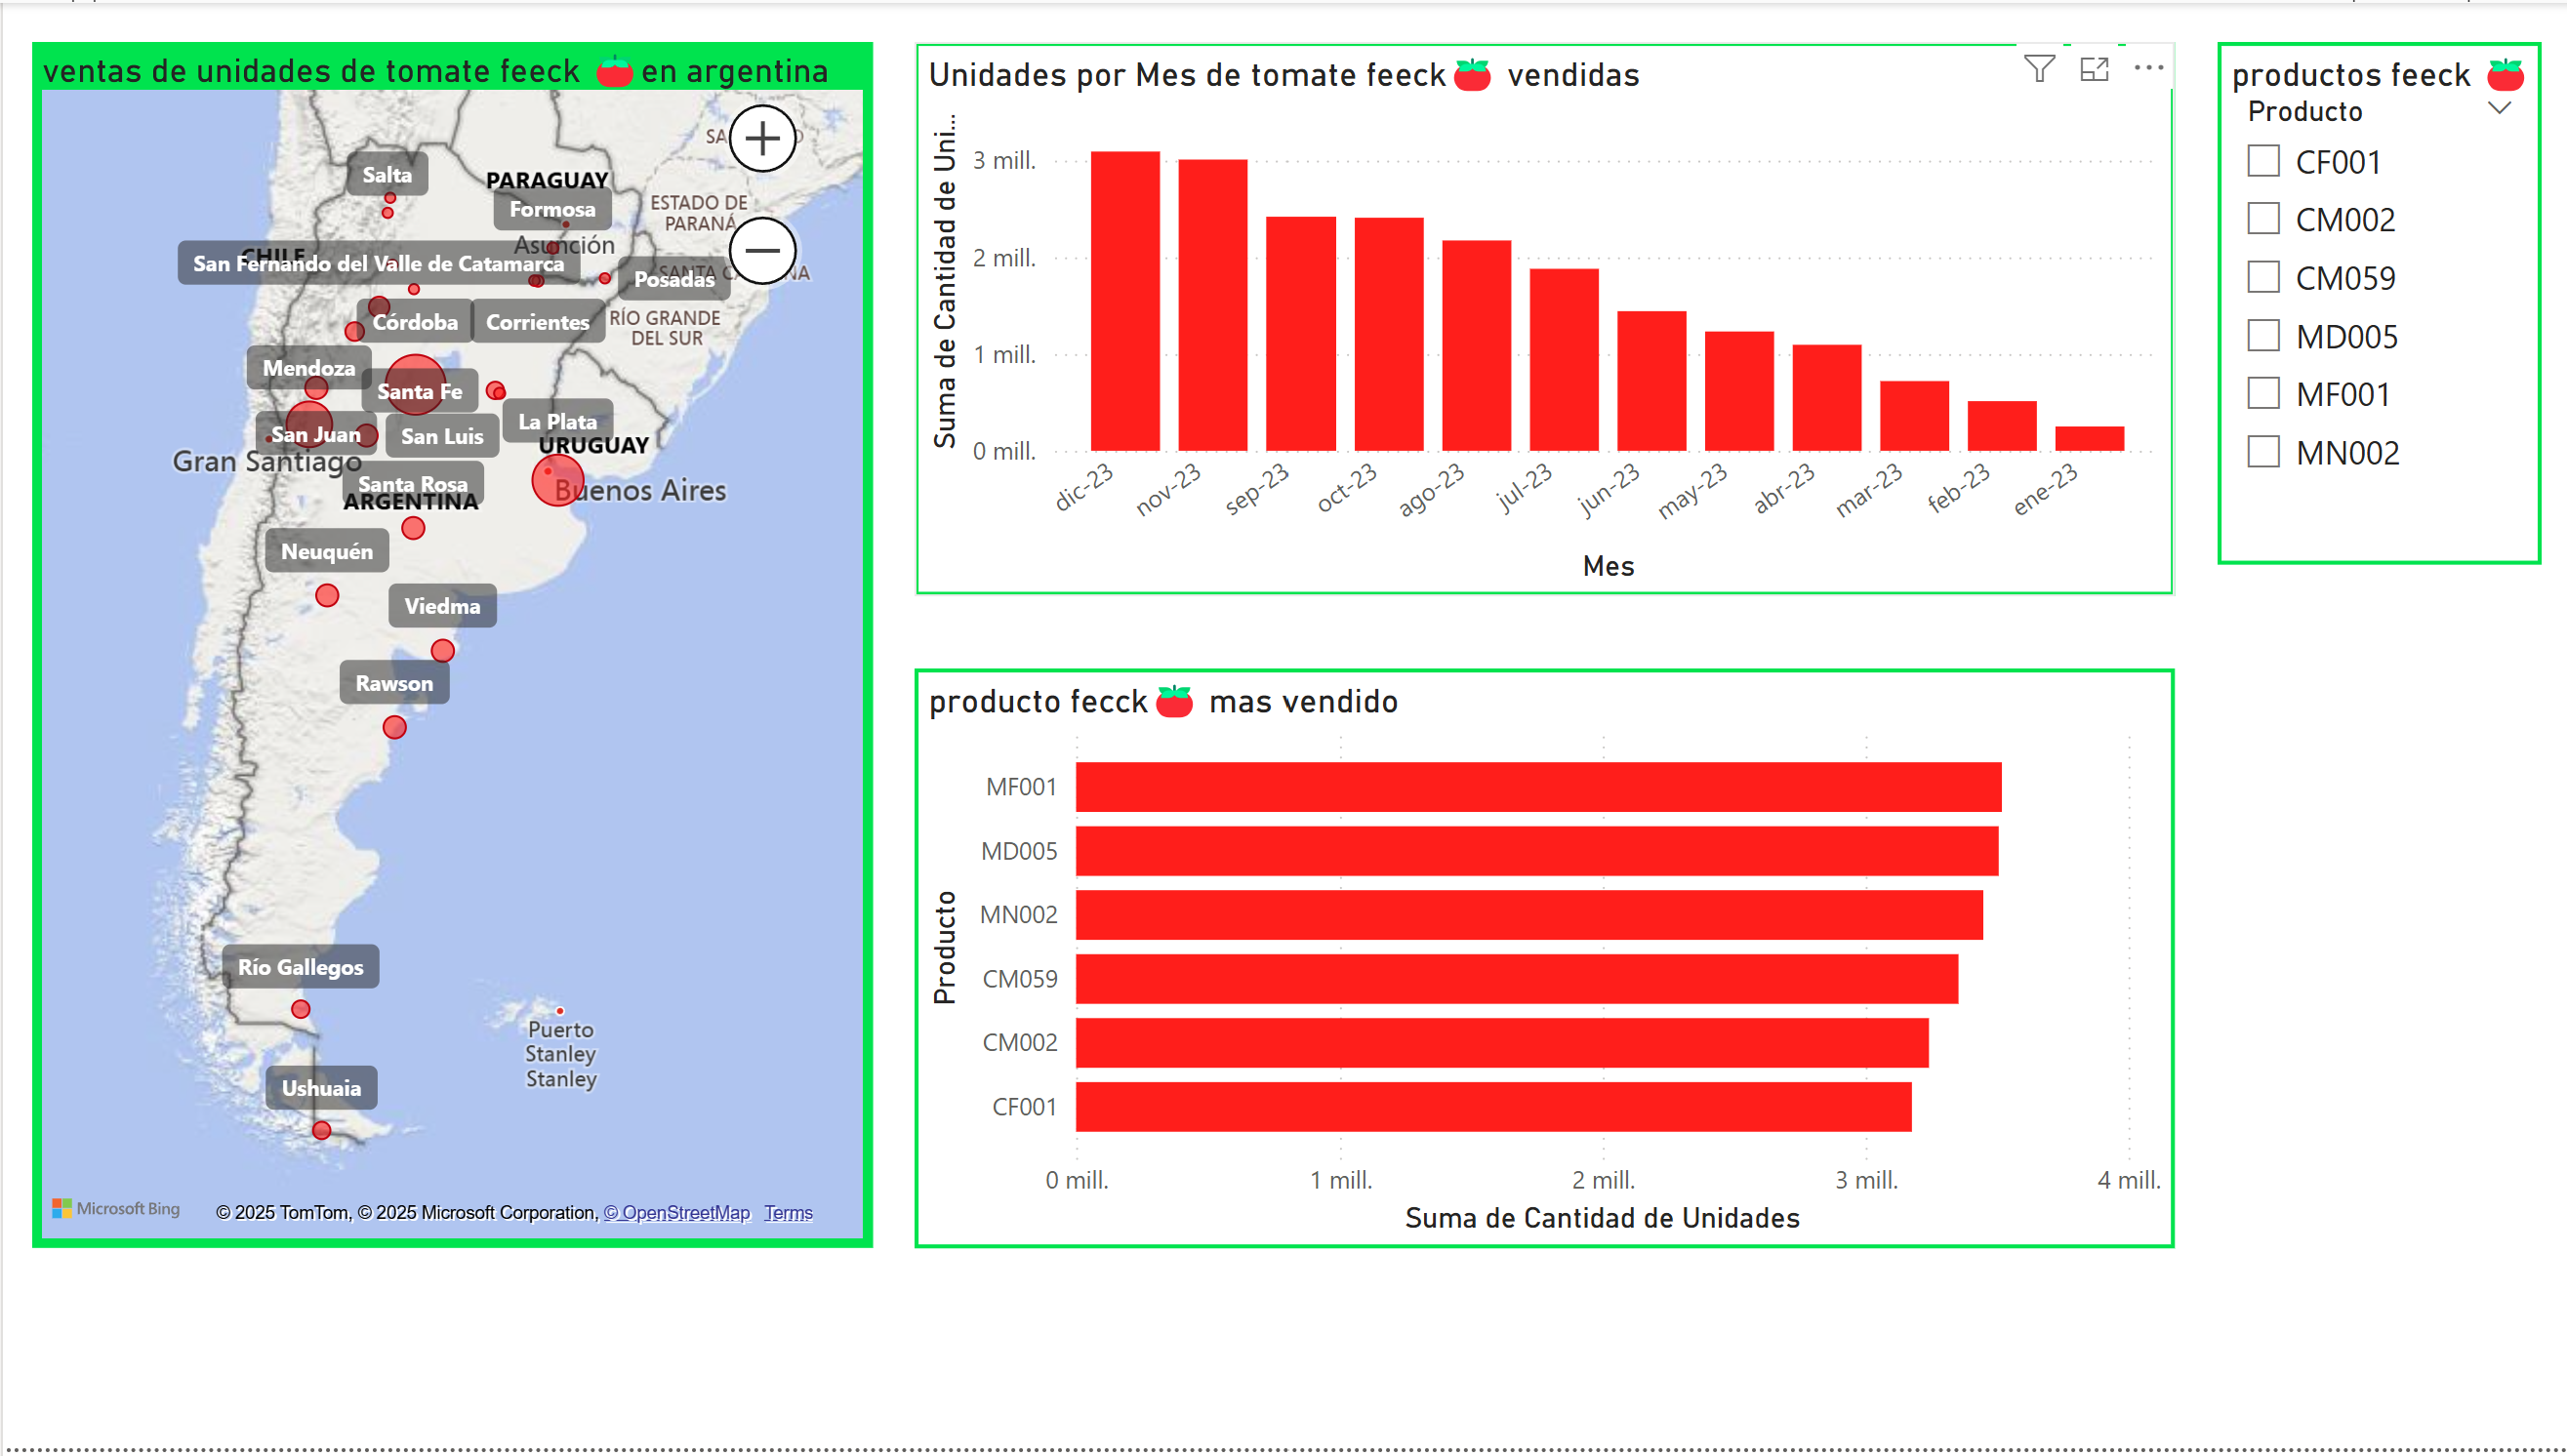 ventas de unidades de tomate feeck 🍅 en argentina
SA
Salta
PARAGUAY
Formosa
ESTADO DE
PARANÁ
Asunción
CHILE
San Fernando del Valle de Catamarca
SANTA C
NA
Posadas
Córdoba
Corrientes
RÍO GRANDE
DEL SUR
Mendoza
Santa Fe
La Plata
San Juan
San Luis
URUGUAY
Gran Santiago
Santa Rosa
Buenos Aires
ARGENTINA
Neuquén
Viedma
Rawson
Río Gallegos
Puerto
Stanley
Stanley
Ushuaia
Microsoft Bing
© 2025 TomTom, © 2025 Microsoft Corporation, © OpenStreetMap Terms
Unidades por Mes de tomate feeck 🍅 vendidas
Suma de Cantidad de Uni...
3 mill.
2 mill.
1 mill.
0 mill.
dic-23
nov-23
sep-23
oct-23
ago-23
jul-23
jun-23
may-23
abr-23
mar-23
feb-23
ene-23
Mes
producto fecck 🍅 mas vendido
Producto
MF001
MD005
MN002
CM059
CM002
CF001
0 mill.
1 mill.
2 mill.
3 mill.
4 mill.
Suma de Cantidad de Unidades
productos feeck 🍅
Producto
CF001
CM002
CM059
MD005
MF001
MN002